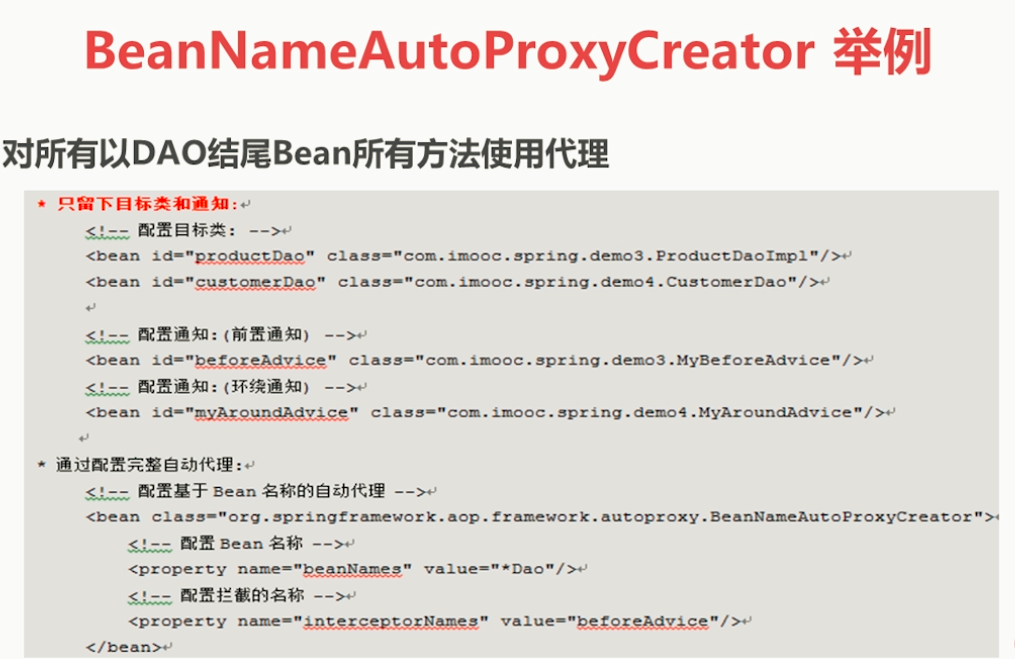 BeanNameAutoProxyCreator 举例
对所有以DAO结尾Bean所有方法使用代理
* 只留下目标类和通知:
<!-- 配置目标类: -->
<bean id="productDao" class="com.imooc.spring.demo3.ProductDaoImpl"/>
<bean id="customerDao" class="com.imooc.spring.demo4.CustomerDao"/>
<!-- 配置通知:(前置通知) -->
<bean id="beforeAdvice" class="com.imooc.spring.demo3.MyBeforeAdvice"/>
<!-- 配置通知:(环绕通知) -->
<bean id="myAroundAdvice" class="com.imooc.spring.demo4.MyAroundAdvice"/>
* 通过配置完整自动代理:
<!-- 配置基于 Bean 名称的自动代理 -->
<bean class="org.springframework.aop.framework.autoproxy.BeanNameAutoProxyCreator">
<!-- 配置 Bean 名称 -->
<property name="beanNames" value="*Dao"/>
<!-- 配置拦截的名称 -->
<property name="interceptorNames" value="beforeAdvice"/>
</bean>